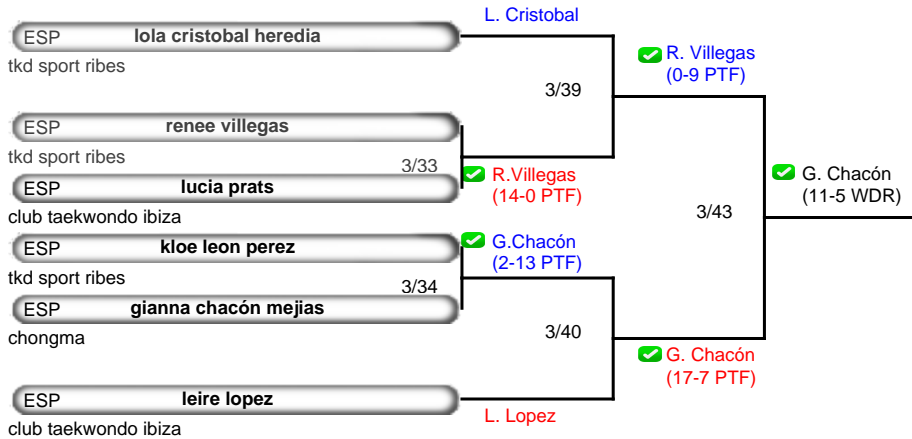 L. Cristobal
ESP lola cristobal heredia
tkd sport ribes
R. Villegas
(0-9 PTF)
3/39
ESP renee villegas
tkd sport ribes
3/33
R.Villegas
(14-0 PTF)
ESP lucia prats
club taekwondo ibiza
G. Chacón
(11-5 WDR)
3/43
ESP kloe leon perez
tkd sport ribes
G.Chacón
(2-13 PTF)
3/34
ESP gianna chacón mejias
chongma
3/40
G. Chacón
(17-7 PTF)
ESP leire lopez
club taekwondo ibiza
L. Lopez